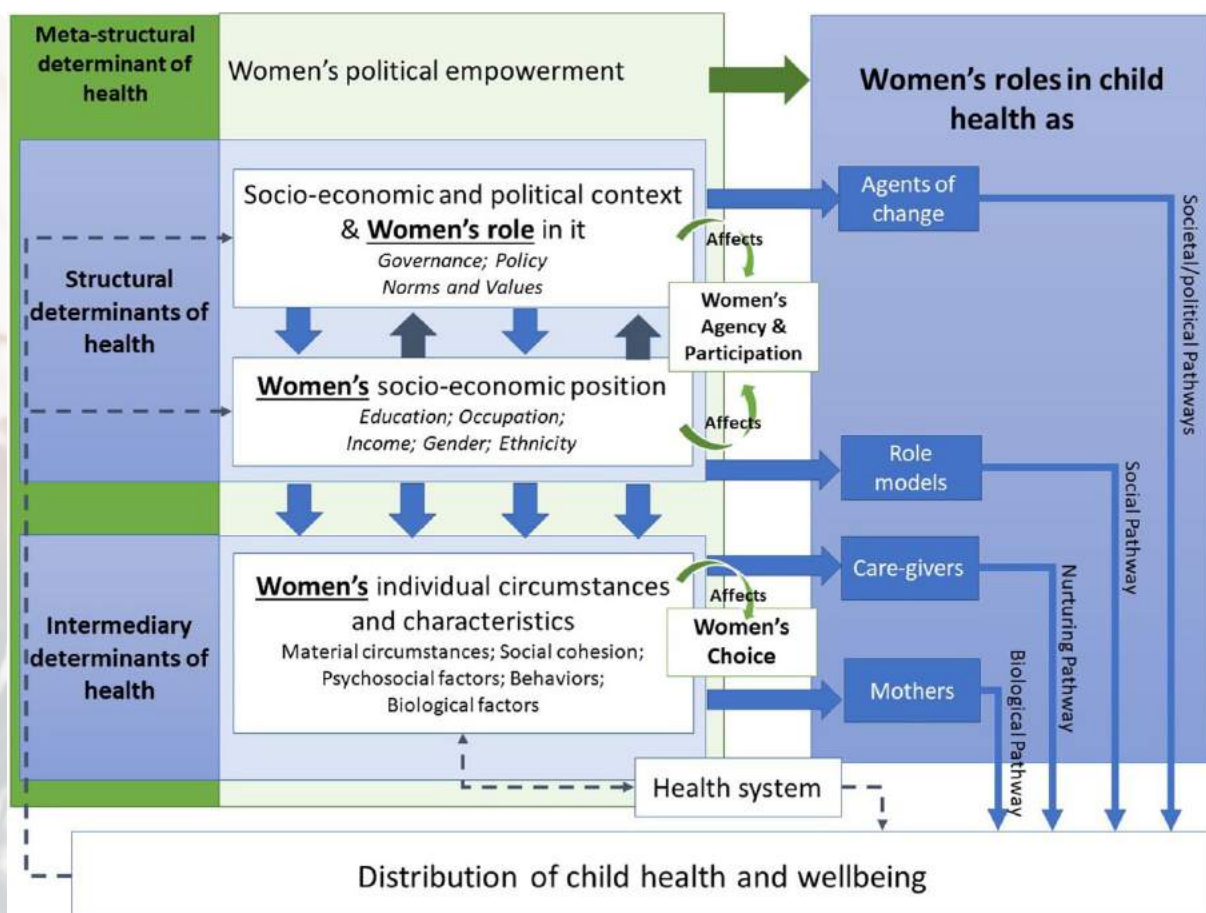 Meta-structural
determinant of
health
Women's political empowerment
Women's roles in child
health as
Structural
determinants of
health
Socio-economic and political context
& Women's role in it
Governance; Policy
Norms and Values
Women's socio-economic position
Education; Occupation;
Income; Gender; Ethnicity
Affects
Women's
Agency &
Participation
Affects
Intermediary
determinants of
health
Women's individual circumstances
and characteristics
Material circumstances; Social cohesion;
Psychosocial factors; Behaviors;
Biological factors
Affects
Women's
Choice
Agents of
change
Role
models
Care-givers
Mothers
Societal/political Pathways
Social Pathway
Nurturing Pathway
Biological Pathway
Health system
Distribution of child health and wellbeing